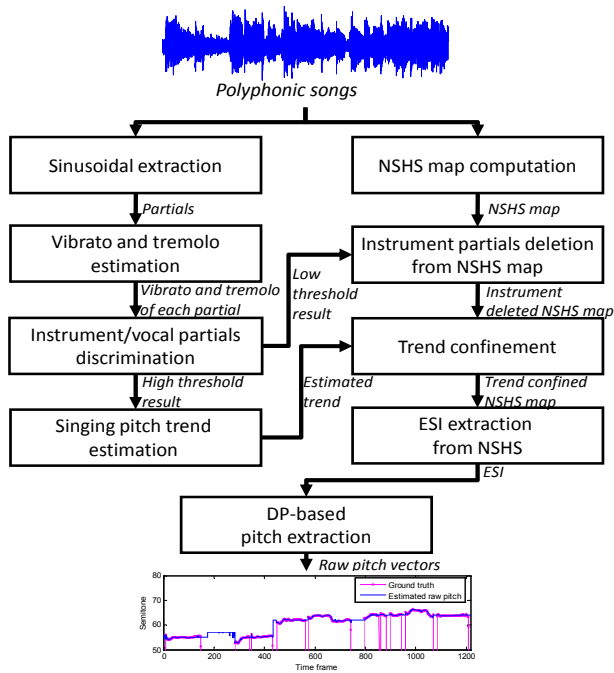 Polyphonic songs
Sinusoidal extraction
NSHS map computation
Partials
NSHS map
Vibrato and tremolo
estimation
Instrument partials deletion
from NSHS map
Low
threshold
result
Vibrato and tremolo
of each partial
Instrument
deleted NSHS map
Instrument/vocal partials
discrimination
Trend confinement
High threshold
result
Estimated
trend
Trend confined
NSHS map
Singing pitch trend
estimation
ESI extraction
from NSHS
ESI
DP-based
pitch extraction
Raw pitch vectors
Ground truth
Estimated raw pitch
80
70
60
50
Semitone
0 200 400 600 800 1000 1200
Time frame